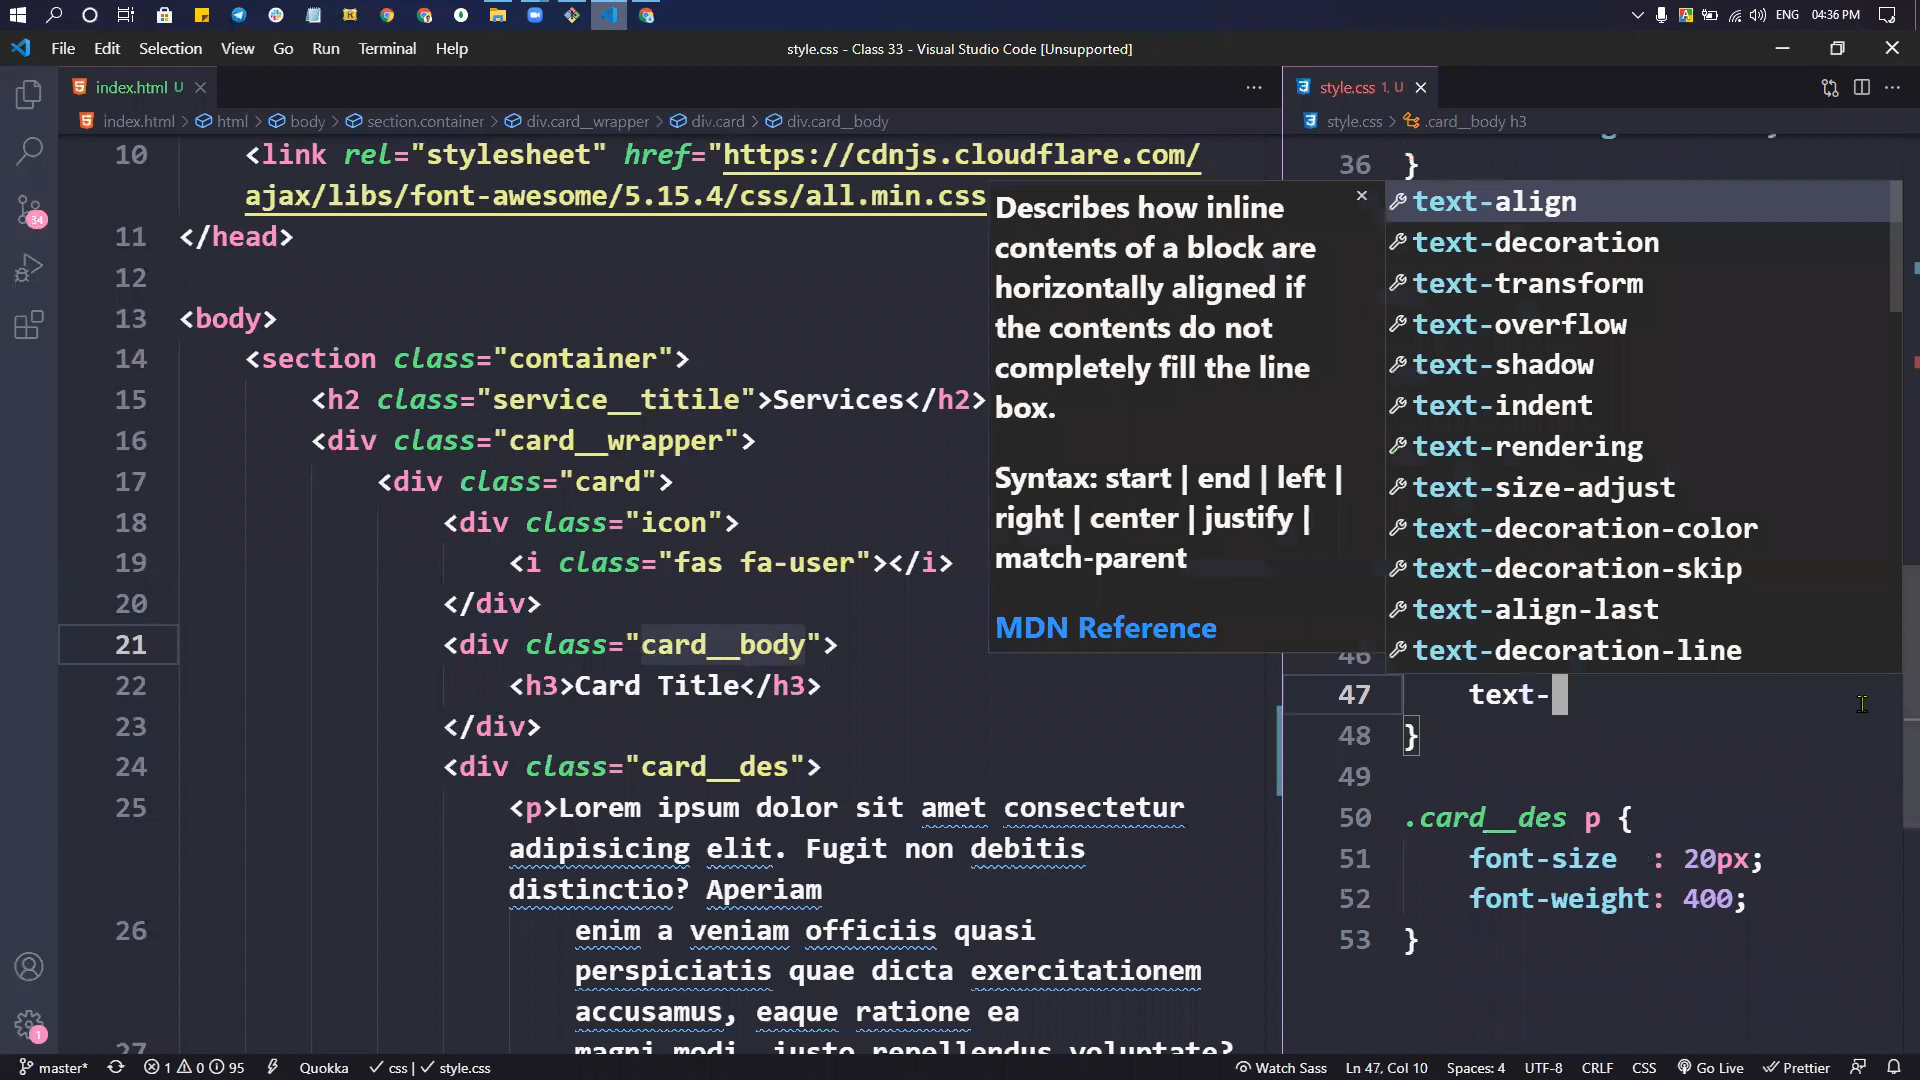 ENG 04:36 PM
File Edit Selection View Go Run Terminal Help
style.css - Class 33 - Visual Studio Code [Unsupported]
index.html U
style.css 1, U
index.html > html > body > section.container > div.card__wrapper > div.card > div.card__body
style.css > .card__body h3
10 <link rel="stylesheet" href="https://cdnjs.cloudflare.com/
ajax/libs/font-awesome/5.15.4/css/all.min.css
11 </head>
12
13 <body>
14 <section class="container">
15 <h2 class="service__titile">Services</h2>
16 <div class="card__wrapper">
17 <div class="card">
18 <div class="icon">
19 <i class="fas fa-user"></i>
20 </div>
21 <div class="card__body">
22 <h3>Card Title</h3>
23 </div>
24 <div class="card__des">
25 <p>Lorem ipsum dolor sit amet consectetur
adipisicing elit. Fugit non debitis
distinctio? Aperiam
26 enim a veniam officiis quasi
perspiciatis quae dicta exercitationem
accusamus, eaque ratione ea
27 magni modi, iusto repellendus voluptate?
Describes how inline
contents of a block are
horizontally aligned if
the contents do not
completely fill the line
box.
Syntax: start | end | left |
right | center | justify |
match-parent
MDN Reference
36 }
text-align
text-decoration
text-transform
text-overflow
text-shadow
text-indent
text-rendering
text-size-adjust
text-decoration-color
text-decoration-skip
text-align-last
text-decoration-line
46
47 text-
48 }
49
50 .card__des p {
51 font-size : 20px;
52 font-weight: 400;
53 }
34
1
master* 1 0 95 Quokka css | style.css
Watch Sass Ln 47, Col 10 Spaces: 4 UTF-8 CRLF CSS Go Live Prettier